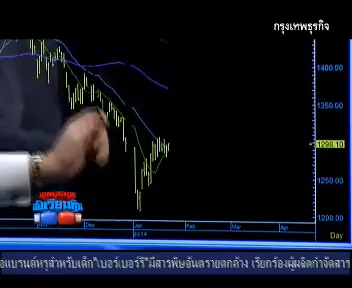 กรุงเทพธุรกิจ
1400.00
1350.00
1298.10
1250.00
1200.00
Nov Dec Jan Feb Mar Apr
2014
Day
อแบรนด์หรูสำหรับเด็ก"เบอร์เบอร์รี"มีสารพิษอันตรายตกล้าง เรียกร้องผู้ผลิตกำจัดสาร